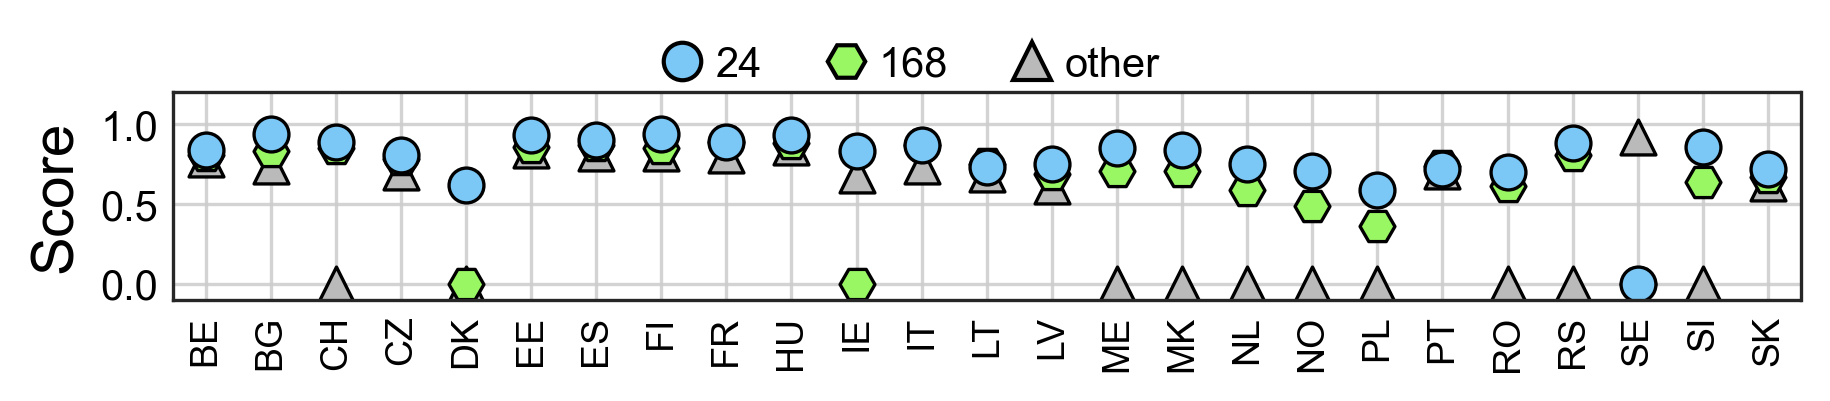 24 168 other
Score
1.0
0.5
0.0
BE BG CH CZ DK EE ES FI FR HU IE IT LT LV ME MK NL NO PL PT RO RS SE SI SK